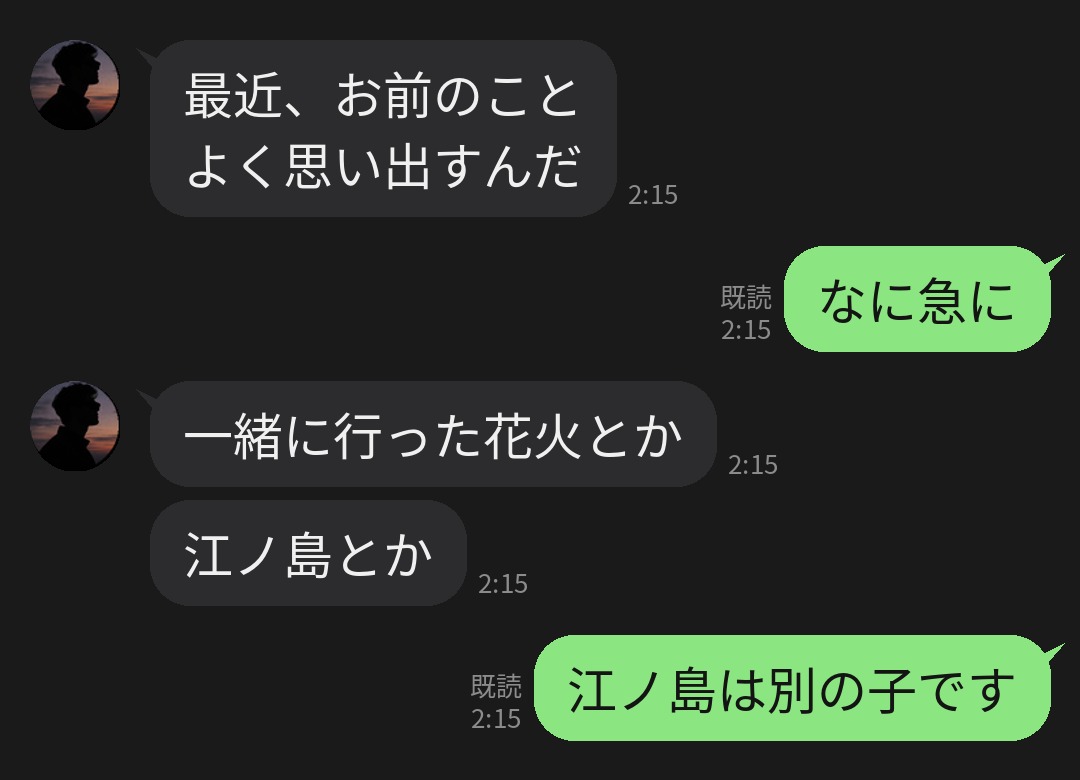 最近、お前のこと
よく思い出すんだ
2:15
なに急に
既読
2:15
一緒に行った花火とか
2:15
江ノ島とか
2:15
江ノ島は別の子です
既読
2:15